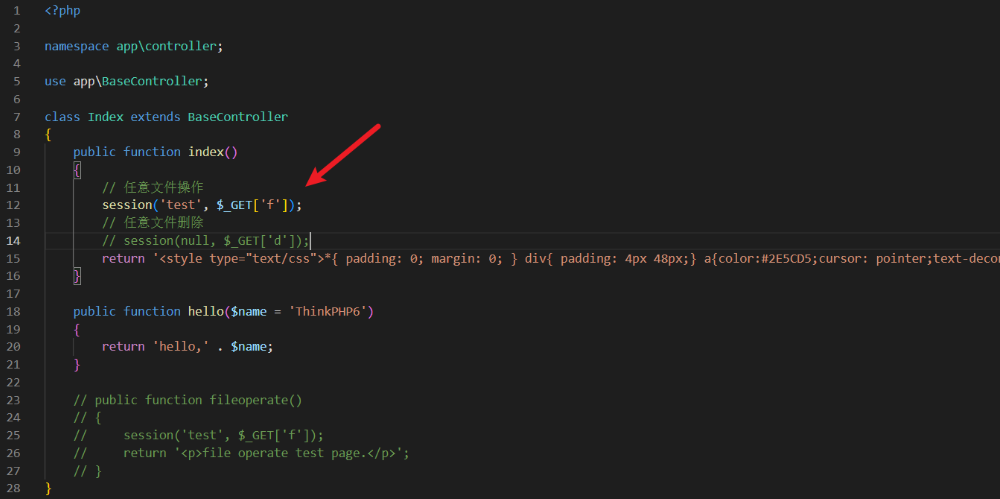 1 <?php
2
3 namespace app\controller;
4
5 use app\BaseController;
6
7 class Index extends BaseController
8 {
9     public function index()
10     {
11         // 任意文件操作
12         session('test', $_GET['f']);
13         // 任意文件删除
14         // session(null, $_GET['d']);
15         return '<style type="text/css">*{ padding: 0; margin: 0; } div{ padding: 4px 48px;} a{color:#2E5CD5;cursor: pointer;text-decor
16     }
17
18     public function hello($name = 'ThinkPHP6')
19     {
20         return 'hello,' . $name;
21     }
22
23     // public function fileoperate()
24     // {
25     //     session('test', $_GET['f']);
26     //     return '<p>file operate test page.</p>';
27     // }
28 }